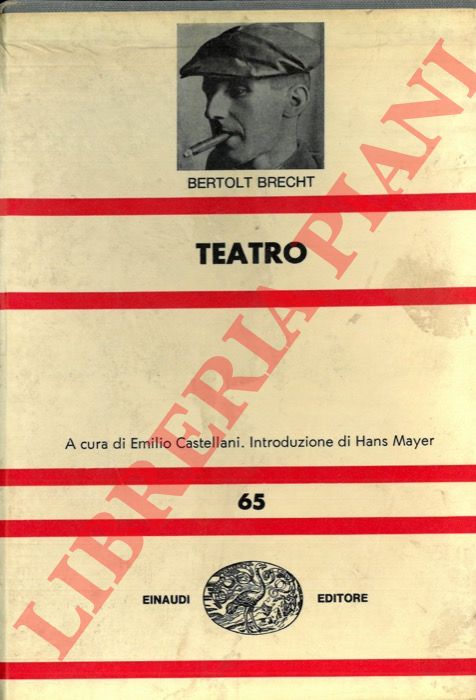 BERTOLT BRECHT
TEATRO
A cura di Emilio Castellani. Introduzione di Hans Mayer
65
EINAUDI EDITORE
LIBRERIA PIANI